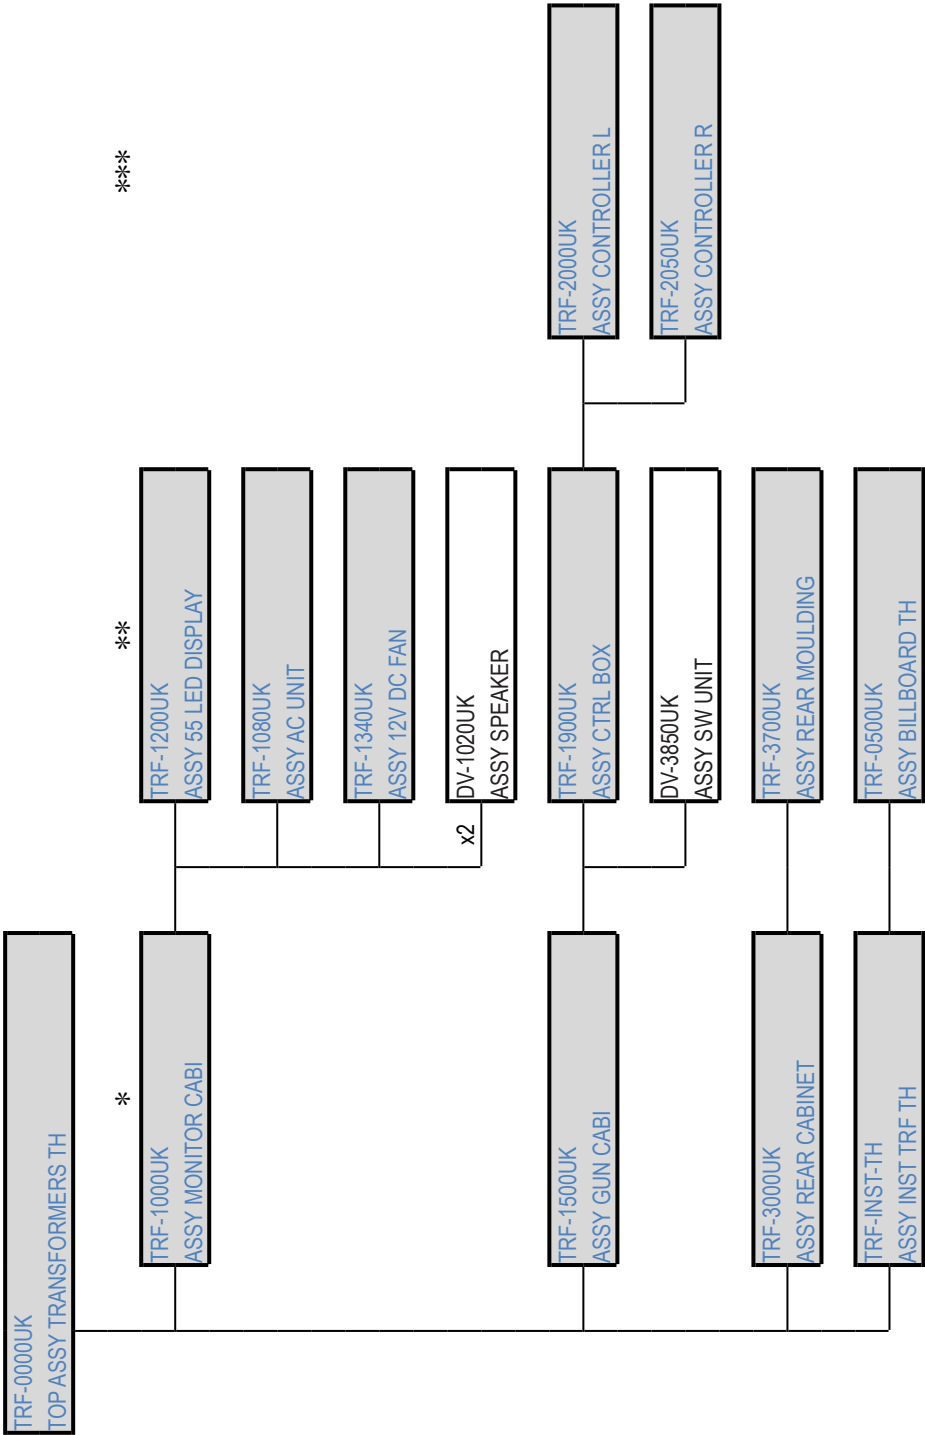 TRF-0000UK
TOP ASSY TRANSFORMERS TH
*
**
***
TRF-1000UK
ASSY MONITOR CABI
TRF-1200UK
ASSY 55 LED DISPLAY
TRF-1080UK
ASSY AC UNIT
TRF-1340UK
ASSY 12V DC FAN
x2
DV-1020UK
ASSY SPEAKER
TRF-1500UK
ASSY GUN CABI
TRF-1900UK
ASSY CTRL BOX
TRF-2000UK
ASSY CONTROLLER L
DV-3850UK
ASSY SW UNIT
TRF-2050UK
ASSY CONTROLLER R
TRF-3000UK
ASSY REAR CABINET
TRF-3700UK
ASSY REAR MOULDING
TRF-INST-TH
ASSY INST TRF TH
TRF-0500UK
ASSY BILLBOARD TH